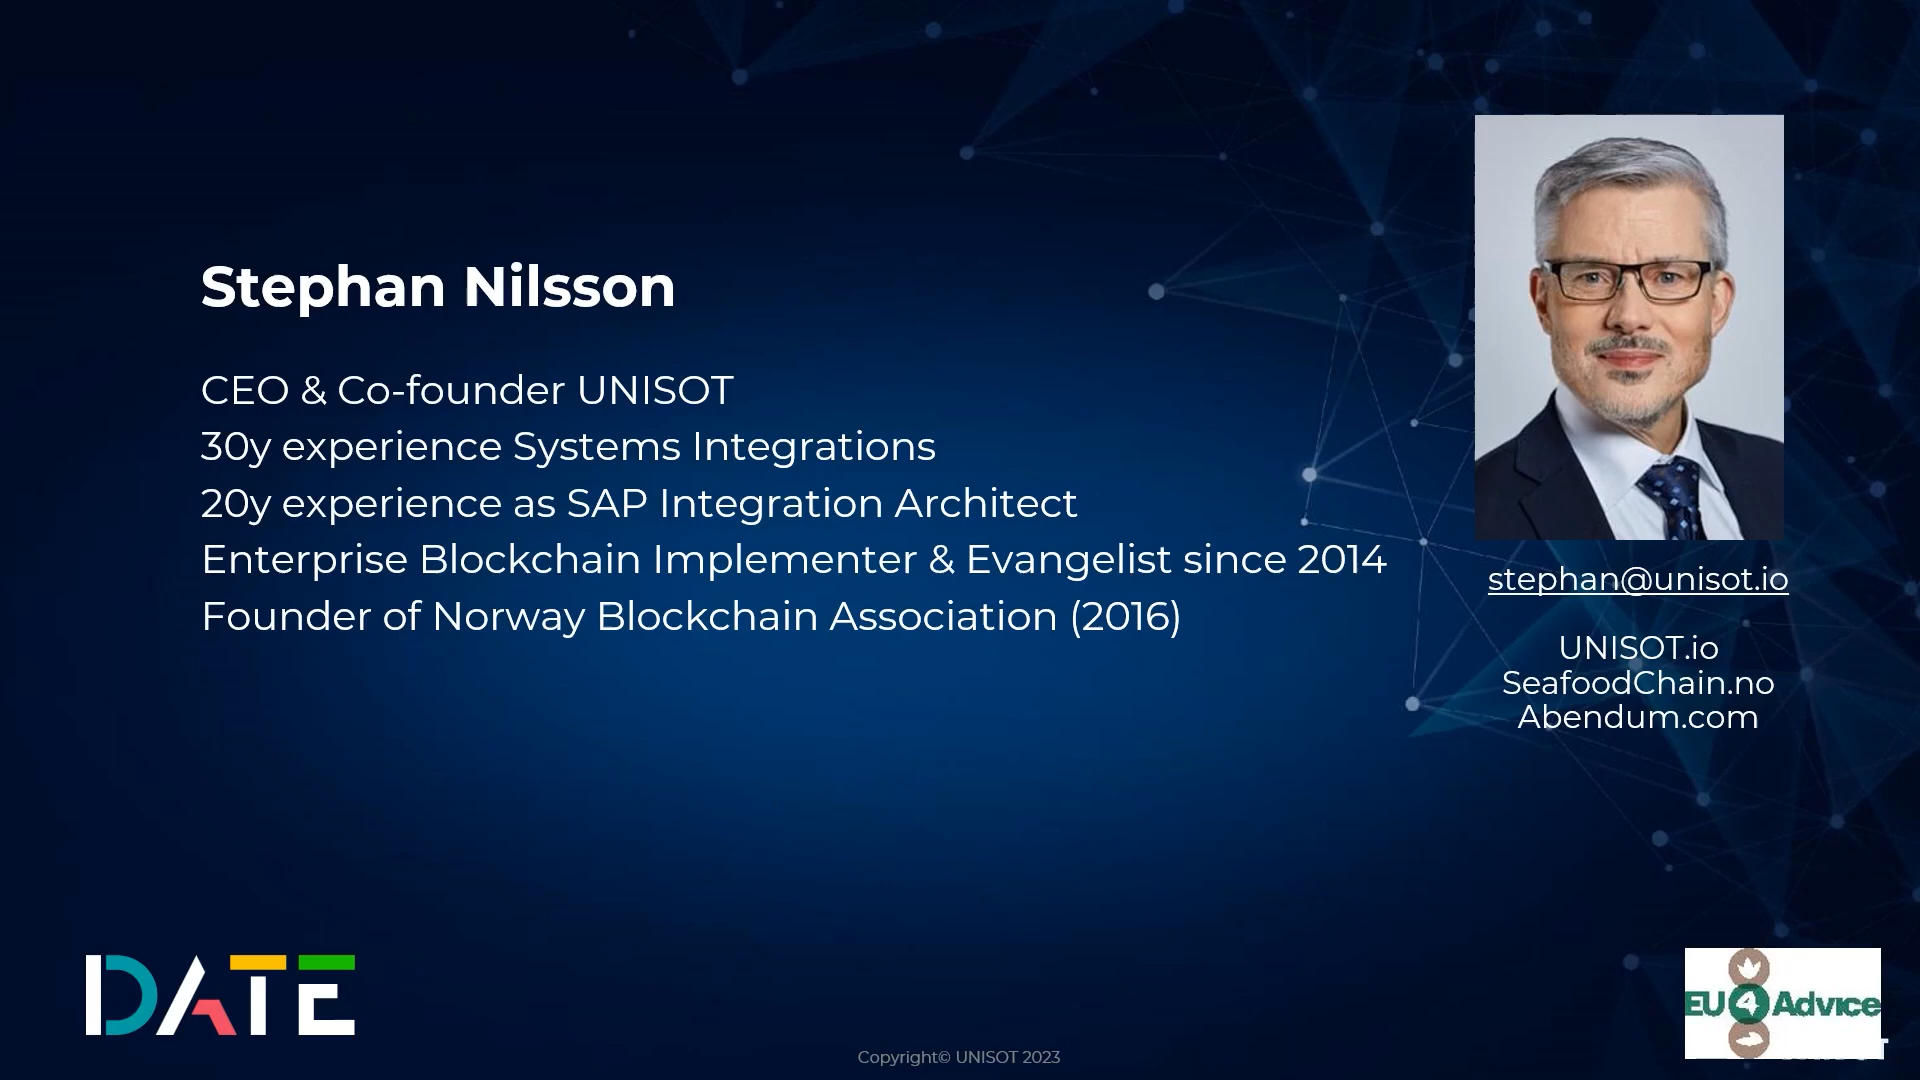 Stephan Nilsson
CEO & Co-founder UNISOT
30y experience Systems Integrations
20y experience as SAP Integration Architect
Enterprise Blockchain Implementer & Evangelist since 2014
Founder of Norway Blockchain Association (2016)
stephan@unisot.io
UNISOT.io
SeafoodChain.no
Abendum.com
DATE
EU4Advice
Copyright© UNISOT 2023